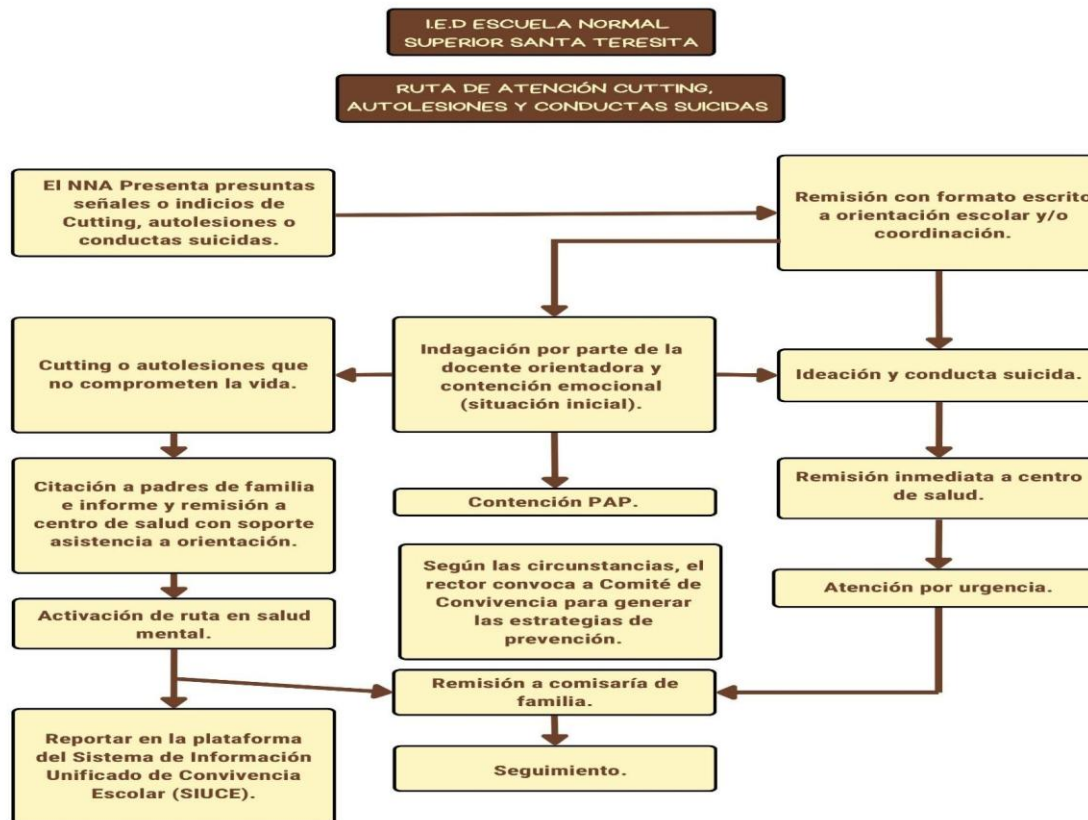 I.E.D ESCUELA NORMAL
SUPERIOR SANTA TERESITA
RUTA DE ATENCIÓN CUTTING,
AUTOLESIONES Y CONDUCTAS SUICIDAS
El NNA Presenta presuntas
señales o indicios de
Cutting, autolesiones o
conductas suicidas.
Remisión con formato escrito
a orientación escolar y/o
coordinación.
Cutting o autolesiones que
no comprometen la vida.
Indagación por parte de la
docente orientadora y
contención emocional
(situación inicial).
Ideación y conducta suicida.
Citación a padres de familia
e informe y remisión a
centro de salud con soporte
asistencia a orientación.
Contención PAP.
Remisión inmediata a centro
de salud.
Según las circunstancias, el
rector convoca a Comité de
Convivencia para generar
las estrategias de
prevención.
Atención por urgencia.
Activación de ruta en salud
mental.
Remisión a comisaría de
familia.
Reportar en la plataforma
del Sistema de Información
Unificado de Convivencia
Escolar (SIUCE).
Seguimiento.